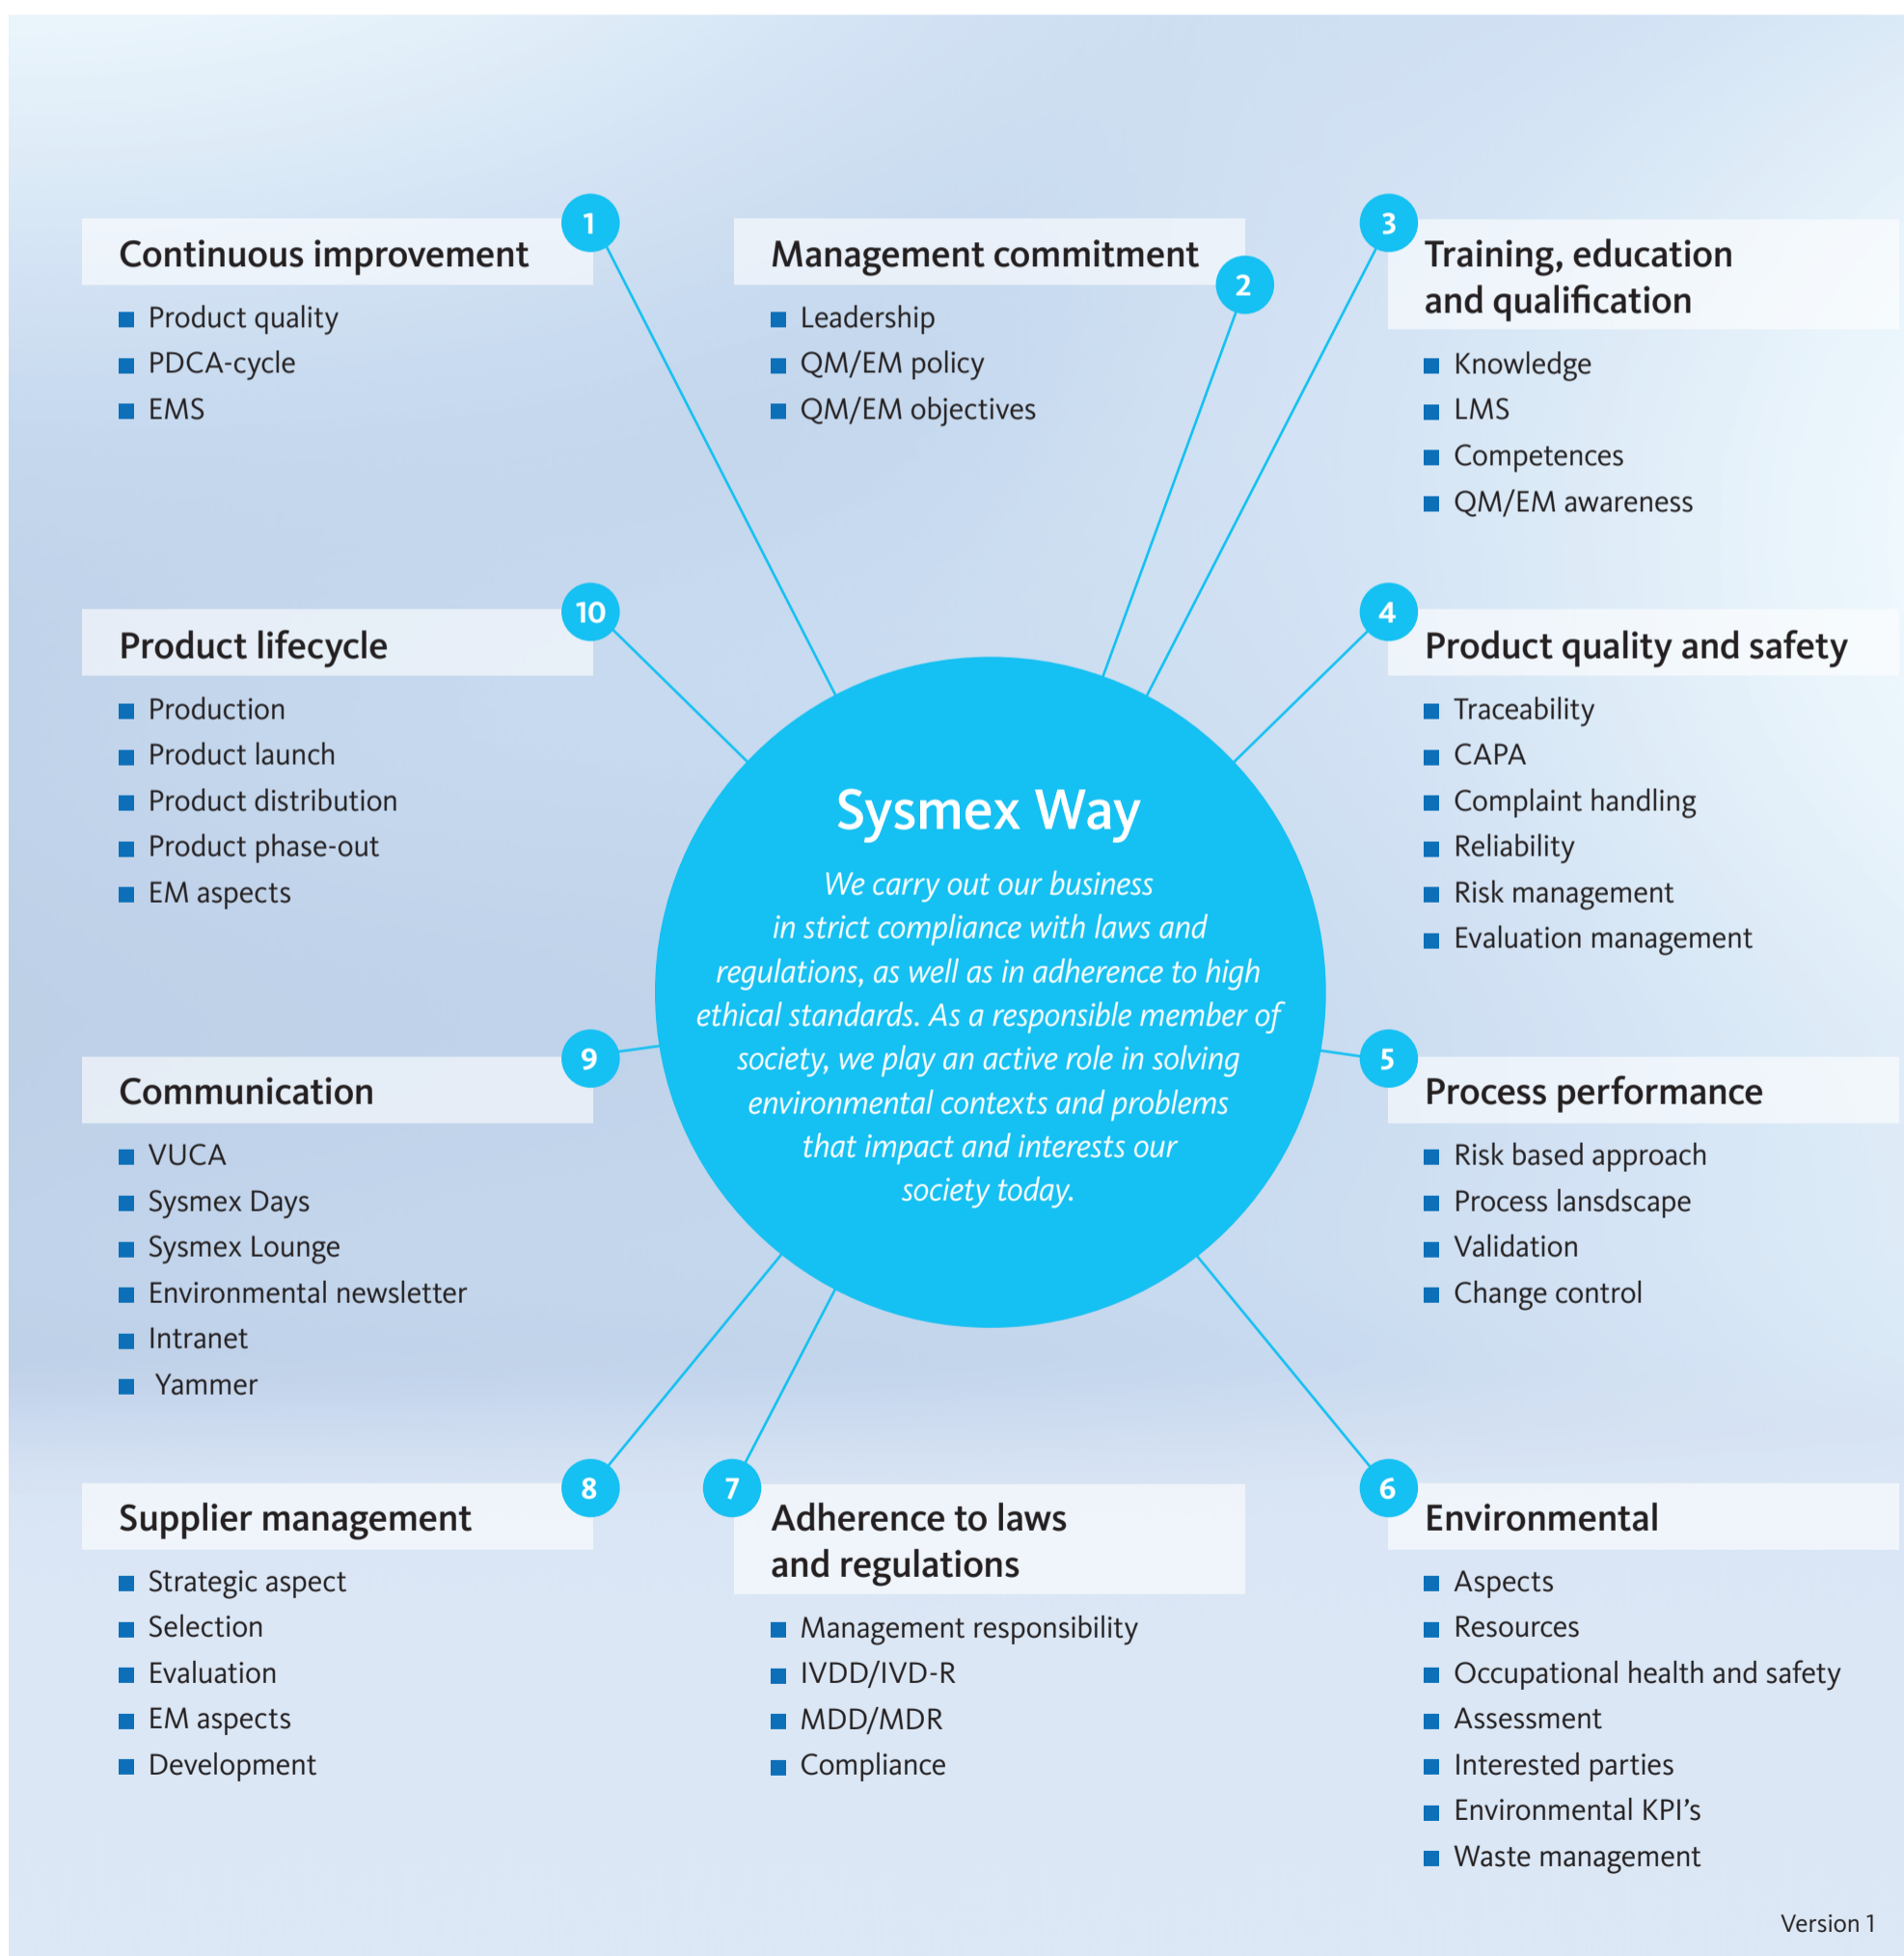 1
Continuous improvement
Product quality
PDCA-cycle
EMS
2
Management commitment
Leadership
QM/EM policy
QM/EM objectives
3
Training, education
and qualification
Knowledge
LMS
Competences
QM/EM awareness
10
Product lifecycle
Production
Product launch
Product distribution
Product phase-out
EM aspects
4
Product quality and safety
Traceability
CAPA
Complaint handling
Reliability
Risk management
Evaluation management
Sysmex Way
We carry out our business
in strict compliance with laws and
regulations, as well as in adherence to high
ethical standards. As a responsible member of
society, we play an active role in solving
environmental contexts and problems
that impact and interests our
society today.
9
Communication
VUCA
Sysmex Days
Sysmex Lounge
Environmental newsletter
Intranet
Yammer
5
Process performance
Risk based approach
Process lansdscape
Validation
Change control
8
Supplier management
Strategic aspect
Selection
Evaluation
EM aspects
Development
7
Adherence to laws
and regulations
Management responsibility
IVDD/IVD-R
MDD/MDR
Compliance
6
Environmental
Aspects
Resources
Occupational health and safety
Assessment
Interested parties
Environmental KPI’s
Waste management
Version 1